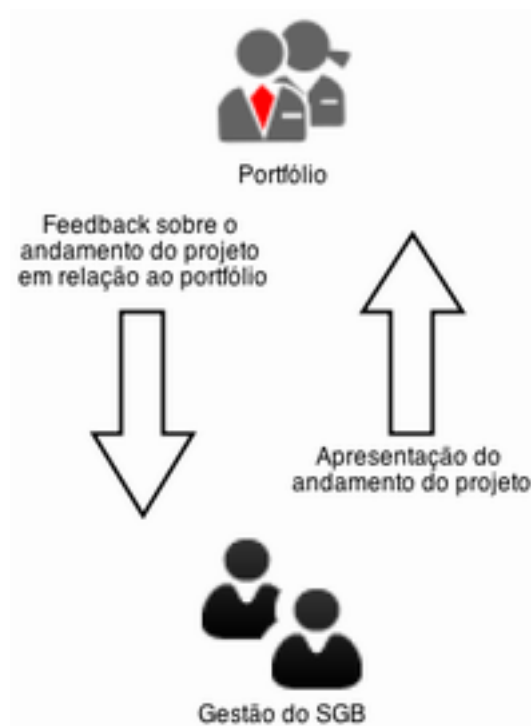 Portfólio
Feedback sobre o
andamento do projeto
em relação ao portfólio
Apresentação do
andamento do projeto
Gestão do SGB